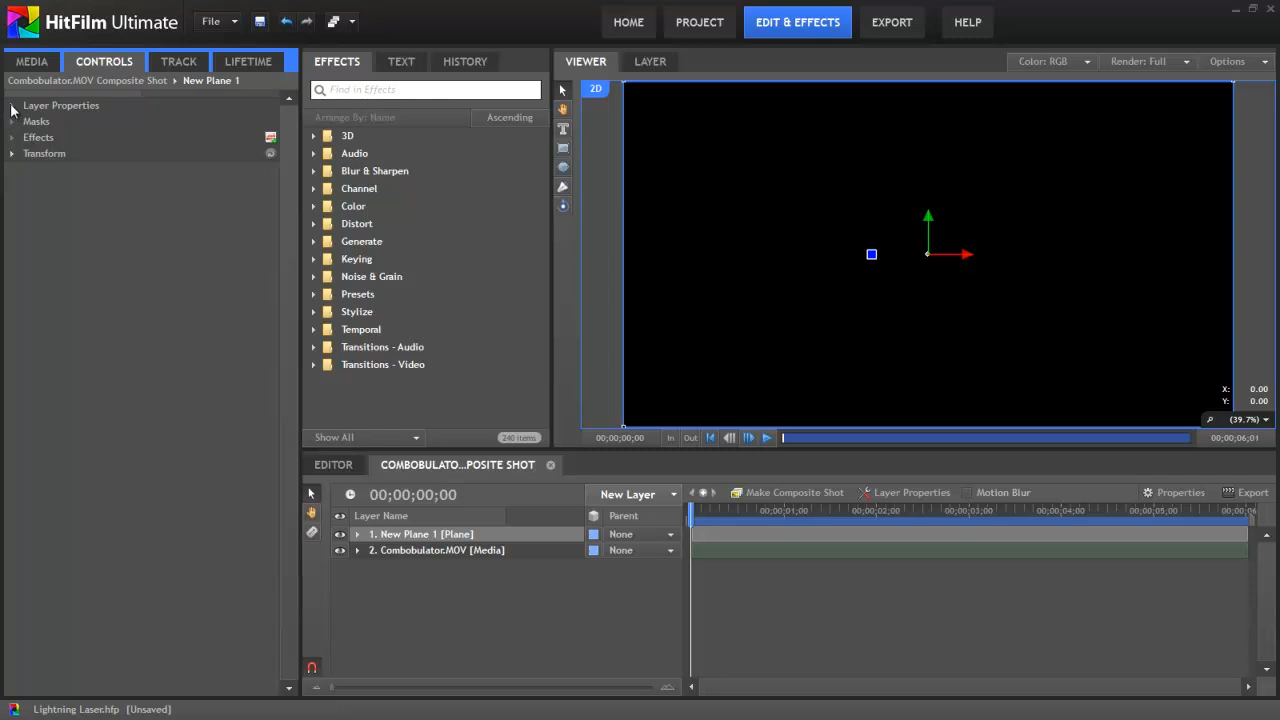 HitFilm Ultimate
File
HOME
PROJECT
EDIT & EFFECTS
EXPORT
HELP
MEDIA
CONTROLS
TRACK
LIFETIME
Combobulator.MOV Composite Shot
New Plane 1
Layer Properties
Masks
Effects
Transform
EFFECTS
TEXT
HISTORY
Find in Effects
Arrange By: Name
Ascending
3D
Audio
Blur & Sharpen
Channel
Color
Distort
Generate
Keying
Noise & Grain
Presets
Stylize
Temporal
Transitions - Audio
Transitions - Video
Show All
240 items
VIEWER
LAYER
Color: RGB
Render: Full
Options
2D
X: 0.00
Y: 0.00
(39.7%)
00;00;00;00
In
Out
00;00;06;01
EDITOR
COMBOBULATO...POSITE SHOT
00;00;00;00
New Layer
Make Composite Shot
Layer Properties
Motion Blur
Properties
Export
Layer Name
Parent
00;00;01;00
00;00;02;00
00;00;03;00
00;00;04;00
00;00;05;00
00;00;06
1. New Plane 1 [Plane]
None
2. Combobulator.MOV [Media]
None
Lightning Laser.hfp [Unsaved]